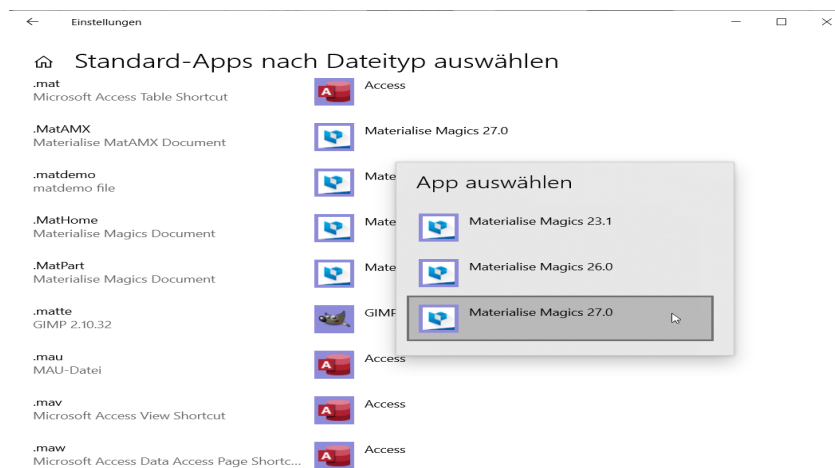 Einstellungen
Standard-Apps nach Dateityp auswählen
.mat
Microsoft Access Table Shortcut
Access
.MatAMX
Materialise MatAMX Document
Materialise Magics 27.0
.matdemo
matdemo file
Mate
.MatHome
Materialise Magics Document
Mate
.MatPart
Materialise Magics Document
Mate
.matte
GIMP 2.10.32
GIMP
.mau
MAU-Datei
Access
.mav
Microsoft Access View Shortcut
Access
.maw
Microsoft Access Data Access Page Shortc...
Access
App auswählen
Materialise Magics 23.1
Materialise Magics 26.0
Materialise Magics 27.0